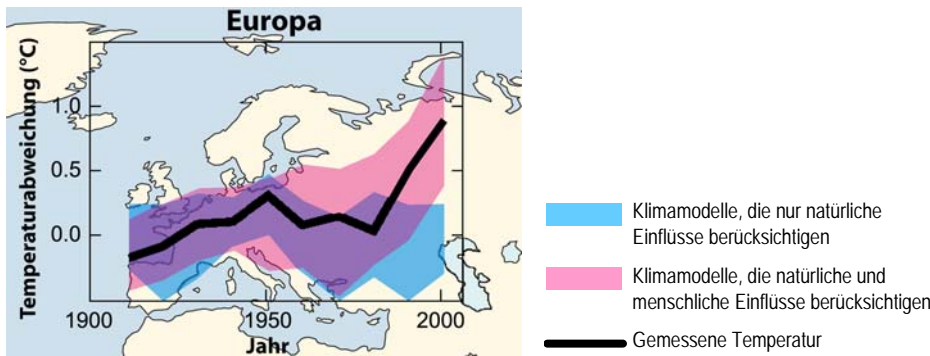 Europa
Temperaturabweichung (°C)
1.0
0.5
0.0
1900
1950
2000
Jahr
Klimamodelle, die nur natürliche
Einflüsse berücksichtigen
Klimamodelle, die natürliche und
menschliche Einflüsse berücksichtigen
Gemessene Temperatur